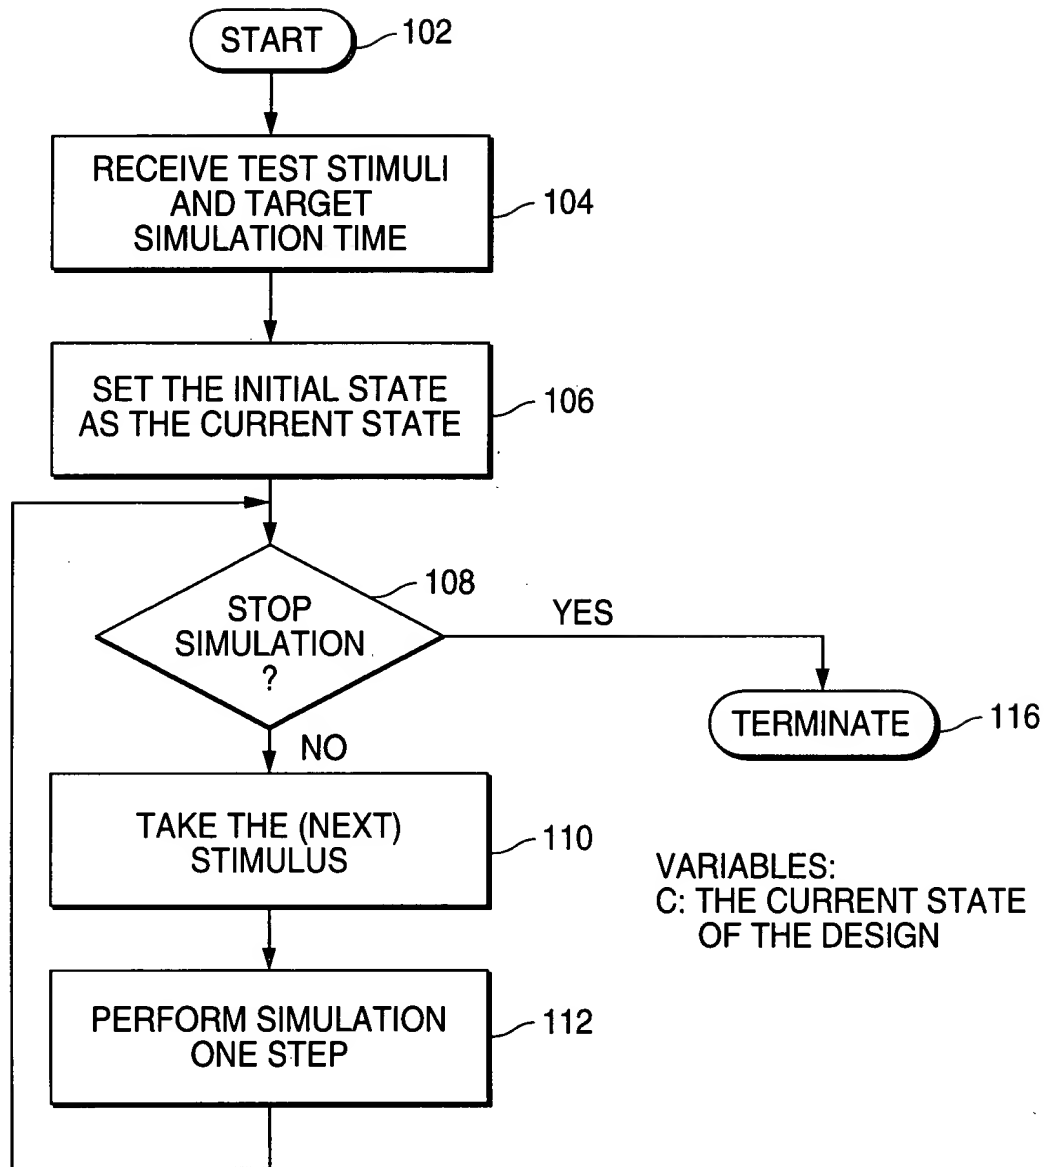 START
102
RECEIVE TEST STIMULI
AND TARGET
SIMULATION TIME
104
SET THE INITIAL STATE
AS THE CURRENT STATE
106
108
STOP
SIMULATION
?
YES
TERMINATE
116
NO
TAKE THE (NEXT)
STIMULUS
110
VARIABLES:
C: THE CURRENT STATE
OF THE DESIGN
PERFORM SIMULATION
ONE STEP
112